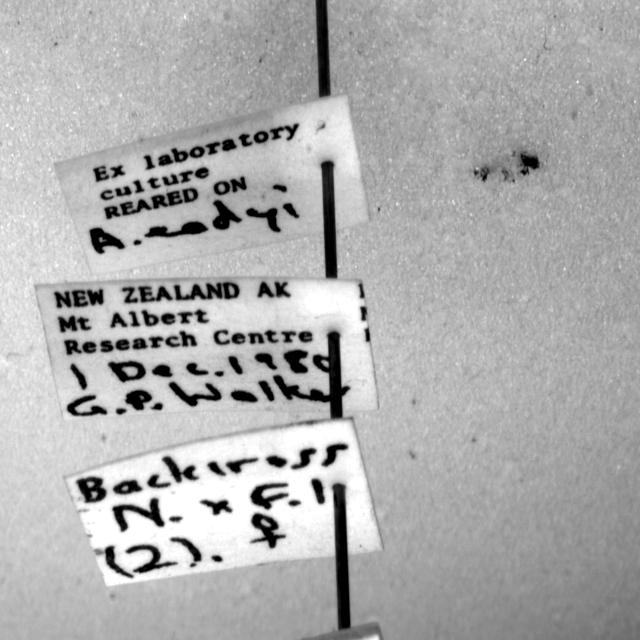 Ex laboratory
culture
REARED ON
NEW ZEALAND AK
Mt Albert
Research Centre
1 Dec. 1980
G.P. Walker
Backcross
N. x F.1
(2). ♀